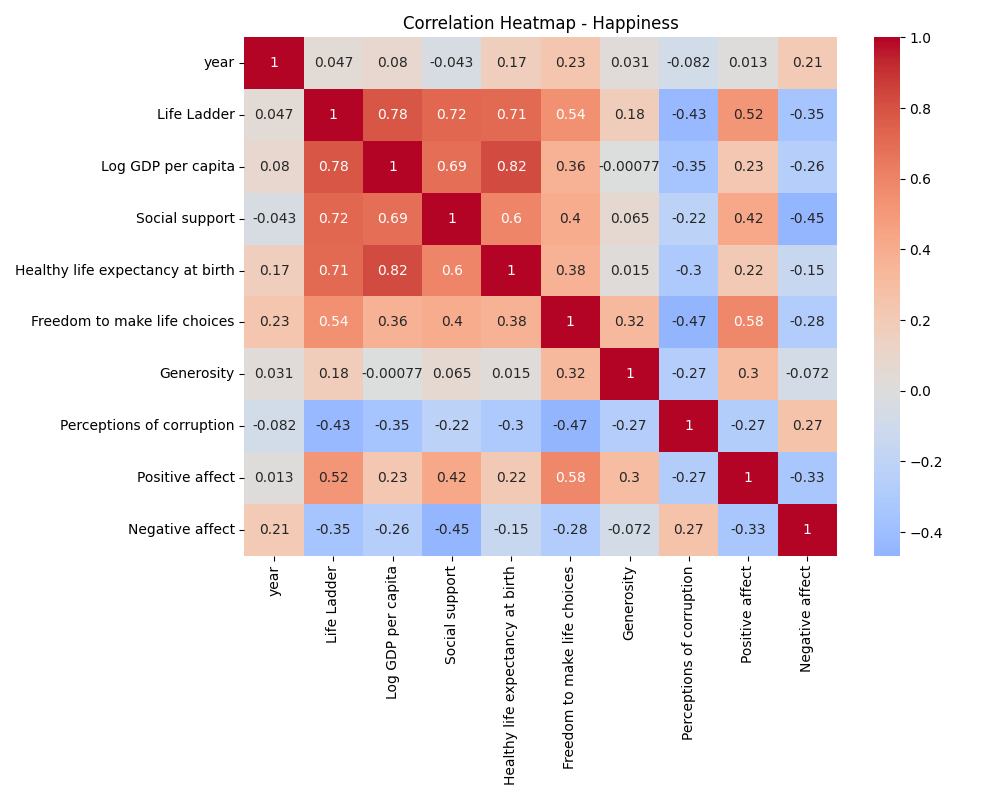 Correlation Heatmap - Happiness
year 1 0.047 0.08 -0.043 0.17 0.23 0.031 -0.082 0.013 0.21
Life Ladder 0.047 1 0.78 0.72 0.71 0.54 0.18 -0.43 0.52 -0.35
Log GDP per capita 0.08 0.78 1 0.69 0.82 0.36 -0.00077 -0.35 0.23 -0.26
Social support -0.043 0.72 0.69 1 0.6 0.4 0.065 -0.22 0.42 -0.45
Healthy life expectancy at birth 0.17 0.71 0.82 0.6 1 0.38 0.015 -0.3 0.22 -0.15
Freedom to make life choices 0.23 0.54 0.36 0.4 0.38 1 0.32 -0.47 0.58 -0.28
Generosity 0.031 0.18 -0.00077 0.065 0.015 0.32 1 -0.27 0.3 -0.072
Perceptions of corruption -0.082 -0.43 -0.35 -0.22 -0.3 -0.47 -0.27 1 -0.27 0.27
Positive affect 0.013 0.52 0.23 0.42 0.22 0.58 0.3 -0.27 1 -0.33
Negative affect 0.21 -0.35 -0.26 -0.45 -0.15 -0.28 -0.072 0.27 -0.33 1
year
Life Ladder
Log GDP per capita
Social support
Healthy life expectancy at birth
Freedom to make life choices
Generosity
Perceptions of corruption
Positive affect
Negative affect
1.0
0.8
0.6
0.4
0.2
0.0
−0.2
−0.4